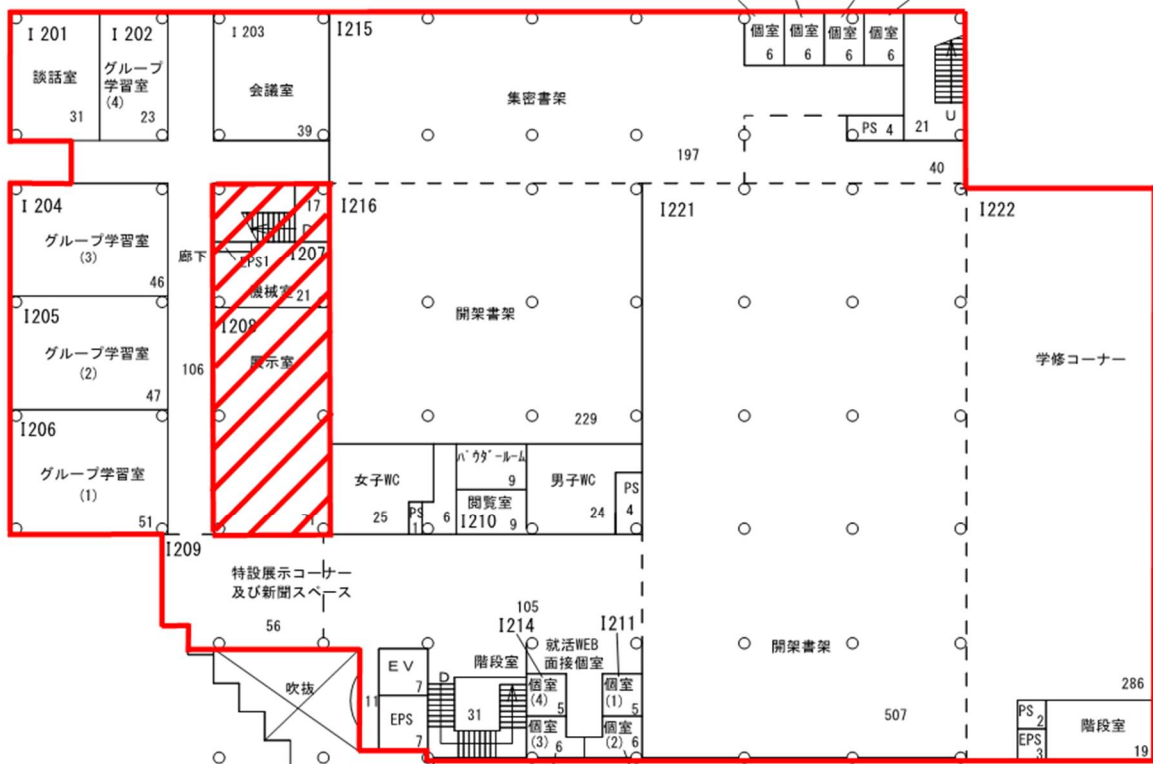 I 201
談話室
31
I 202
グループ
学習室
(4)
23
I 203
会議室
39
I215
集密書架
197
個室
6
個室
6
個室
6
個室
6
PS 4
21
U
40
I 204
グループ学習室
(3)
46
I205
グループ学習室
(2)
47
I206
グループ学習室
(1)
51
廊下
106
17
D
EPS1
I207
機械室 21
I208
展示室
71
I216
開架書架
229
女子WC
25
PS
1
6
パウダールーム
9
閲覧室
I210 9
男子WC
24
PS
4
I221
開架書架
507
I222
学修コーナー
286
PS 2
EPS 3
階段室
19
I209
特設展示コーナー
及び新聞スペース
56
105
I214
I211
就活WEB
面接個室
吹抜
11
EV
7
EPS
7
D
階段室
31
個室
(4)
5
個室
(3) 6
個室
(1)
5
個室
(2) 6